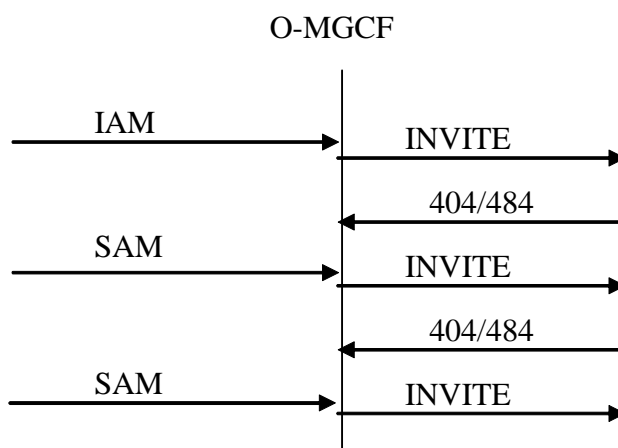 O-MGCF
IAM
INVITE
404/484
SAM
INVITE
404/484
SAM
INVITE